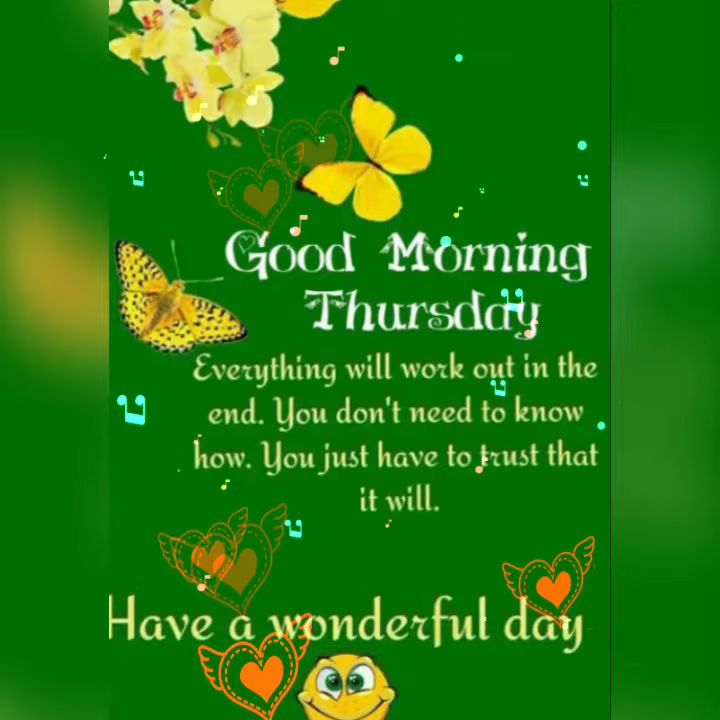 Good Morning
Thursday
Everything will work out in the
end. You don't need to know
how. You just have to trust that
it will.
Have a wonderful day